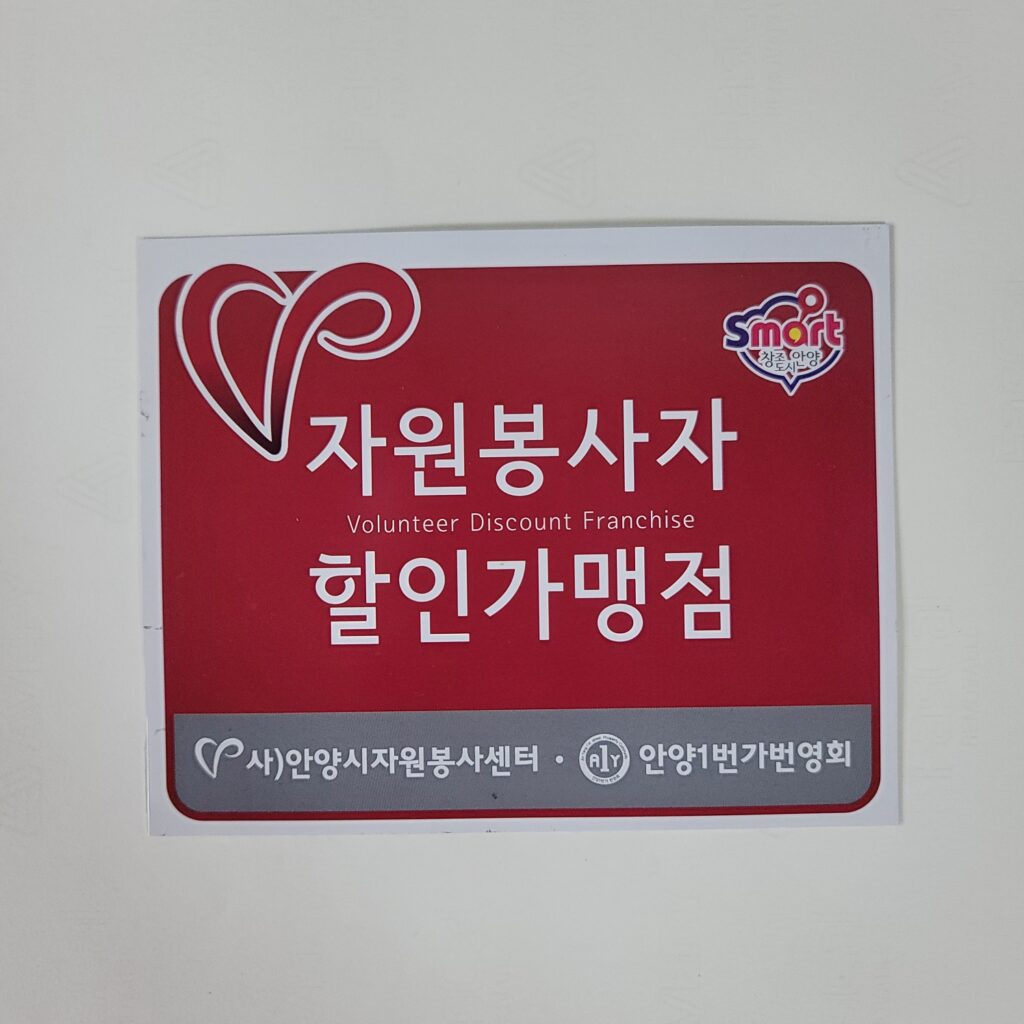 Smart
창조 안양
도시
자원봉사자
Volunteer Discount Franchise
할인가맹점
사)안양시자원봉사센터 · A1Y 안양1번가번영회